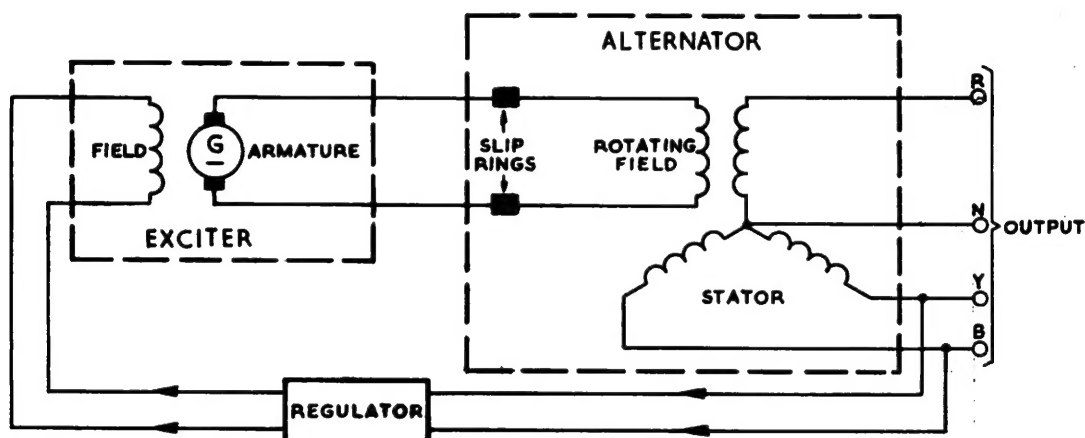 ALTERNATOR
R
FIELD
G
ARMATURE
SLIP
RINGS
ROTATING
FIELD
N
OUTPUT
EXCITER
STATOR
Y
B
REGULATOR